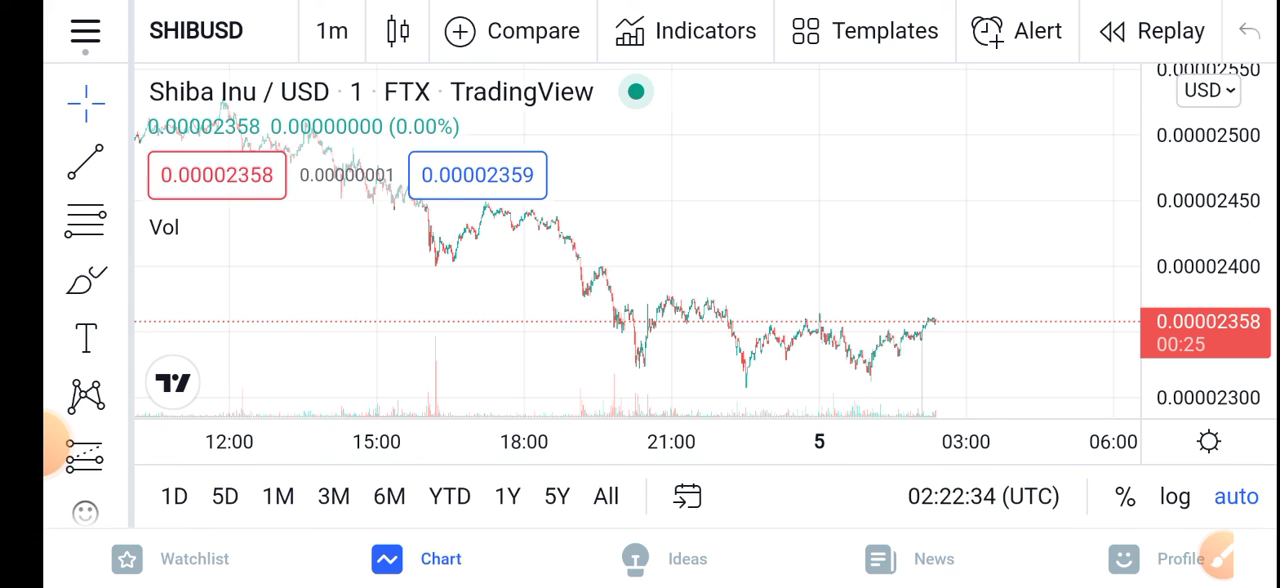 SHIBUSD 1m Compare Indicators Templates Alert Replay
Shiba Inu / USD · 1 · FTX · TradingView
0.00002358 0.00000000 (0.00%)
0.00002358 0.00000001 0.00002359
Vol
0.00002550
USD
0.00002500
0.00002450
0.00002400
0.00002358
00:25
0.00002300
12:00 15:00 18:00 21:00 5 03:00 06:00
1D 5D 1M 3M 6M YTD 1Y 5Y All 02:22:34 (UTC) % log auto
Watchlist Chart Ideas News Profile